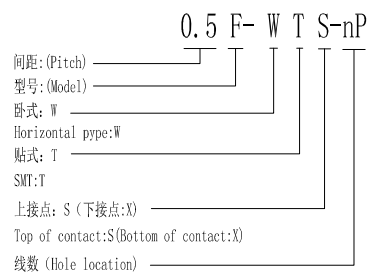 0.5 F- W T S-nP
间距:(Pitch)
型号:(Model)
卧式: W
Horizontal pype:W
贴式: T
SMT:T
上接点: S（下接点:X)
Top of contact:S(Bottom of contact:X)
线数（Hole location)